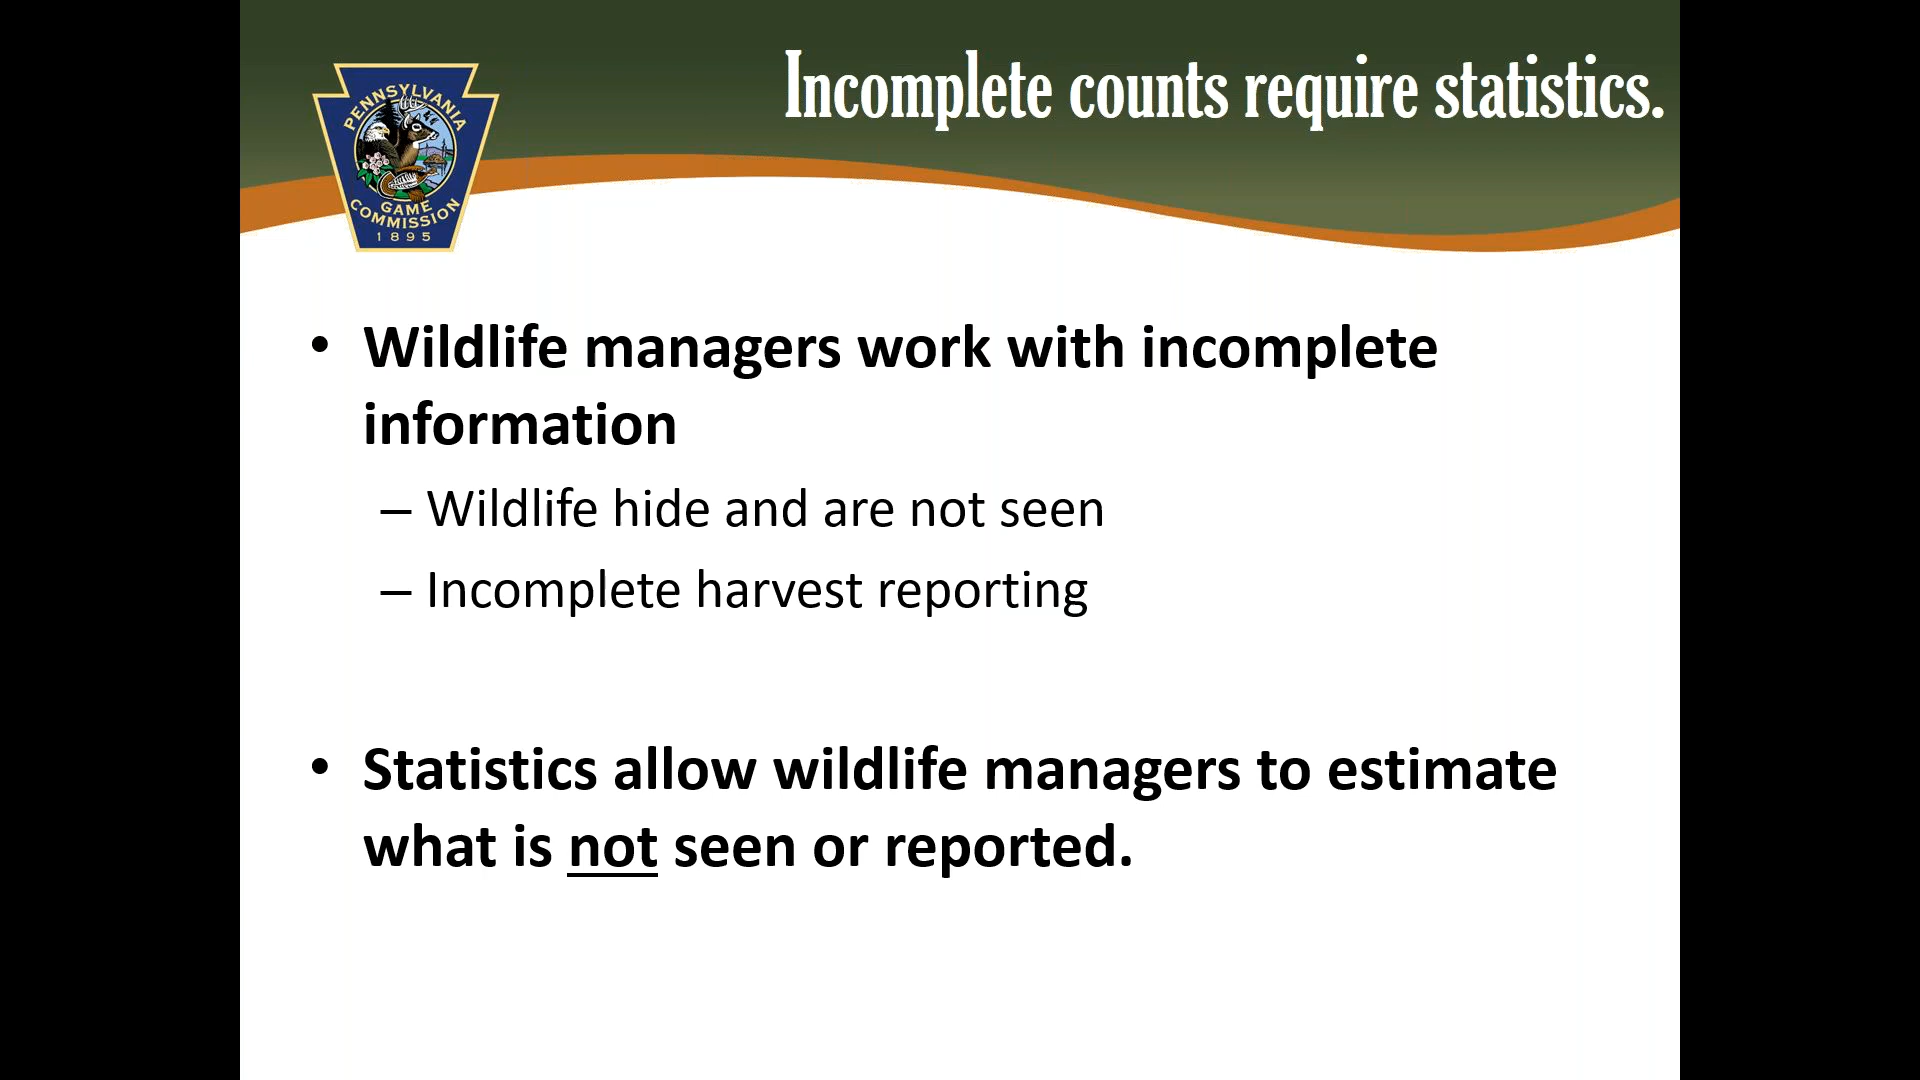 Incomplete counts require statistics.
PENNSYLVANIA
GAME
COMMISSION
1895
• Wildlife managers work with incomplete
information
– Wildlife hide and are not seen
– Incomplete harvest reporting
• Statistics allow wildlife managers to estimate
what is not seen or reported.